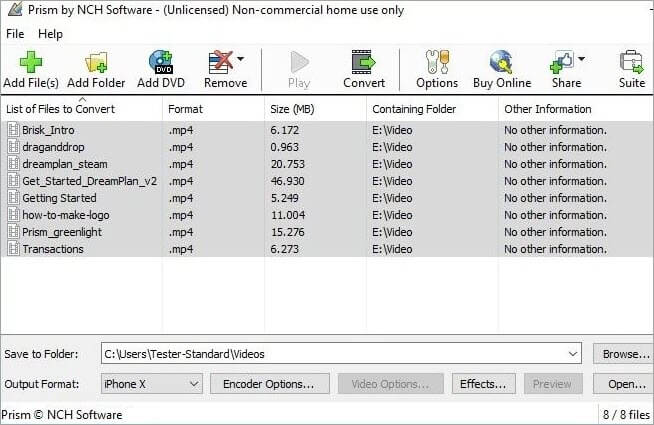 Prism by NCH Software - (Unlicensed) Non-commercial home use only
File Help
Add File(s) Add Folder Add DVD Remove Play Convert Options Buy Online Share Suite
DVD
List of Files to Convert Format Size (MB) Containing Folder Other Information
Brisk_Intro .mp4 6.172 E:\Video No other information.
draganddrop .mp4 0.963 E:\Video No other information.
dreamplan_steam .mp4 20.753 E:\Video No other information.
Get_Started_DreamPlan_v2 .mp4 46.930 E:\Video No other information.
Getting Started .mp4 5.249 E:\Video No other information.
how-to-make-logo .mp4 11.004 E:\Video No other information.
Prism_greenlight .mp4 15.276 E:\Video No other information.
Transactions .mp4 6.273 E:\Video No other information.
Save to Folder: C:\Users\Tester-Standard\Videos Browse...
Output Format: iPhone X Encoder Options... Video Options... Effects... Preview Open...
Prism © NCH Software 8 / 8 files